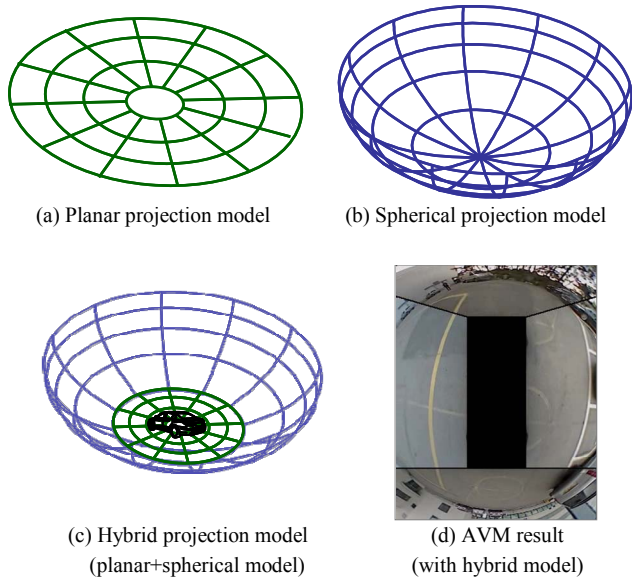 (a) Planar projection model
(b) Spherical projection model
(c) Hybrid projection model
(planar+spherical model)
(d) AVM result
(with hybrid model)